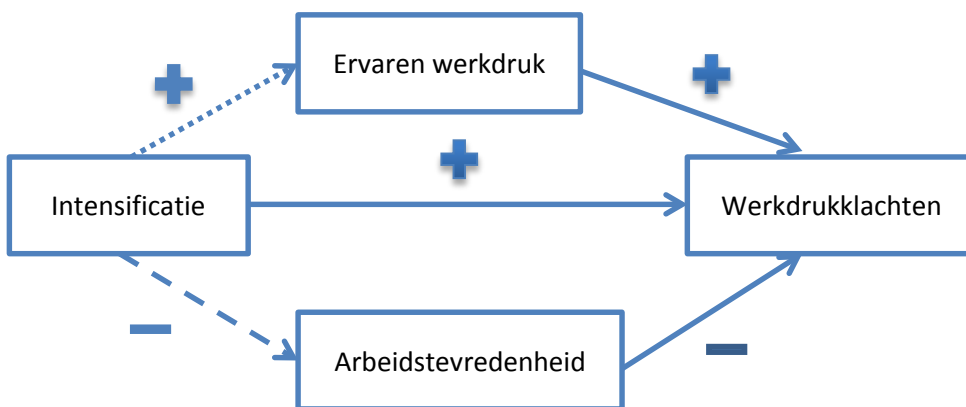 Ervaren werkdruk
Intensificatie
Werkdrukklachten
Arbeidstevredenheid